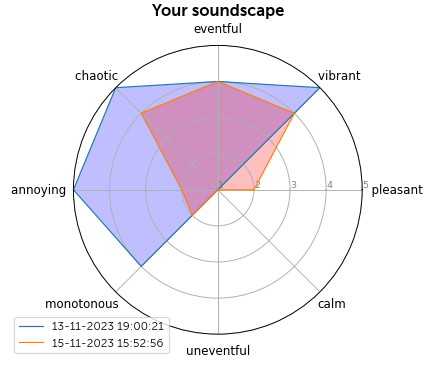 Your soundscape
eventful
chaotic
vibrant
annoying
1 2 3 4 5
pleasant
monotonous
calm
uneventful
13-11-2023 19:00:21
15-11-2023 15:52:56